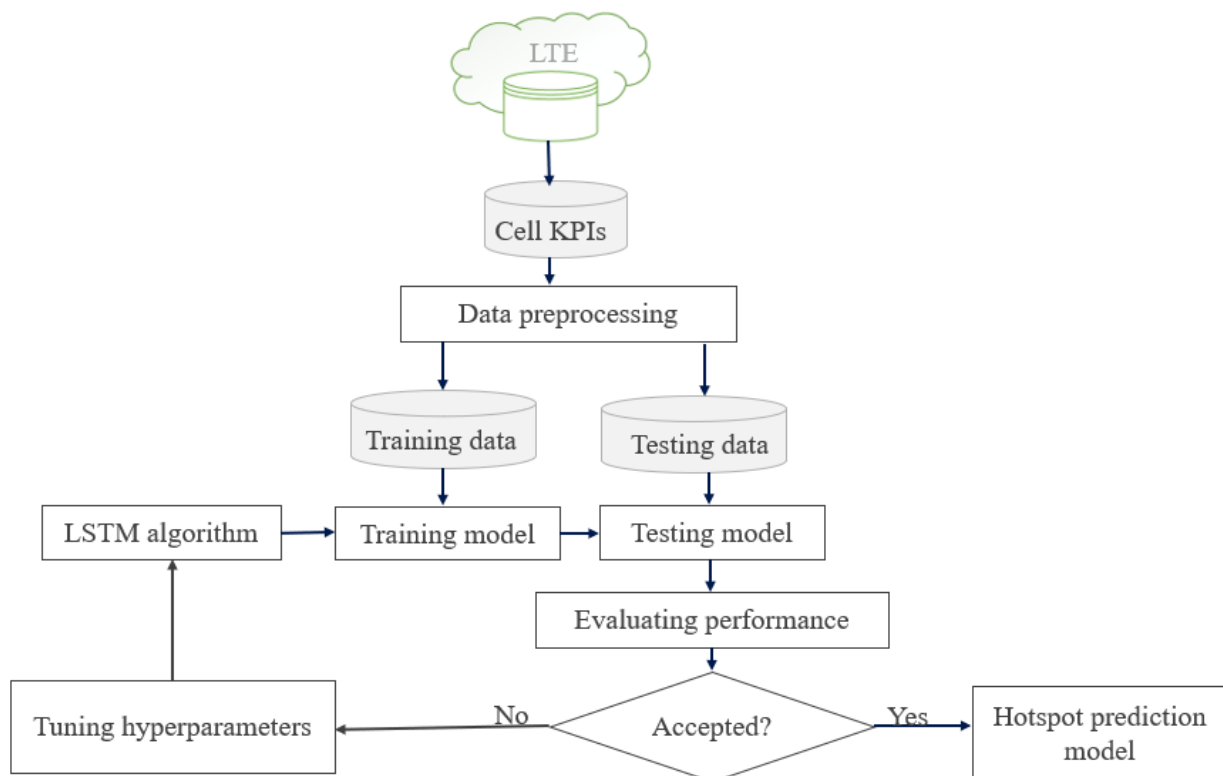 LTE
Cell KPIs
Data preprocessing
Training data
Testing data
LSTM algorithm
Training model
Testing model
Evaluating performance
Tuning hyperparameters
No
Accepted?
Yes
Hotspot prediction
model